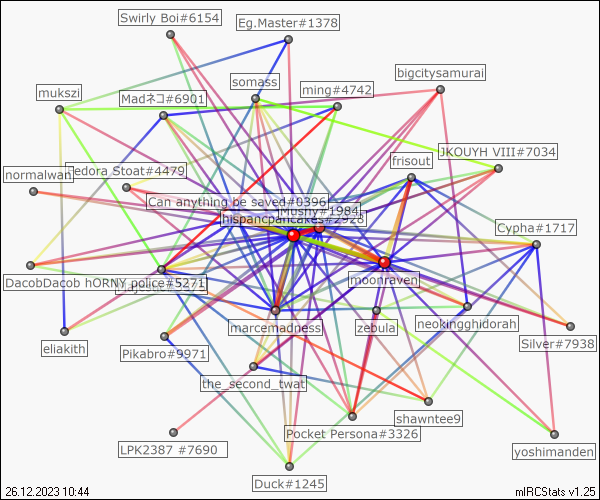 Swirly Boi#6154
Eg.Master#1378
bigcitysamurai
somass
ming#4742
mukszi
Madネコ#6901
JKOUYH VIII#7034
frisout
normalwan
Fedora Stoat#4479
Can anything be saved#0396
Mushy#1984
hispanicpancakes#2928
Cypha#1717
DacobDacob hORNY police#5271
moonraven
marcemadness
zebula
neokingghidorah
eliakith
Pikabro#9971
Silver#7938
the_second_twat
shawntee9
Pocket Persona#3326
LPK2387 #7690
yoshimanden
Duck#1245
26.12.2023 10:44
mIRCStats v1.25